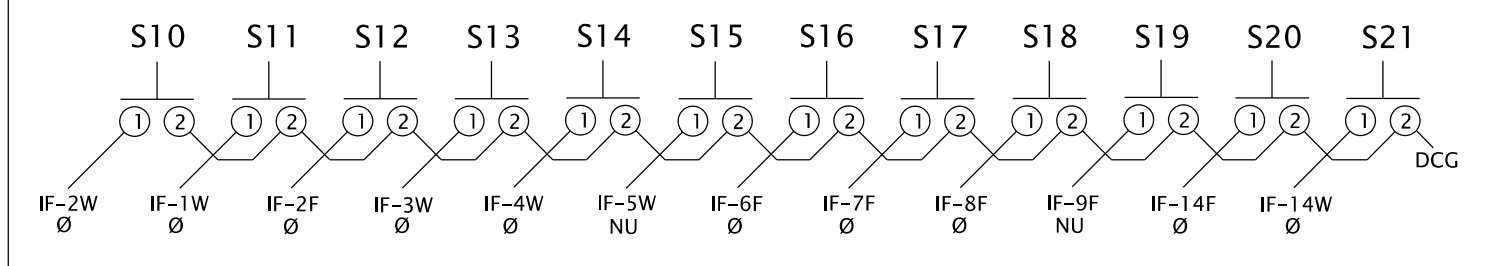 S10 S11 S12 S13 S14 S15 S16 S17 S18 S19 S20 S21
1 2 1 2 1 2 1 2 1 2 1 2 1 2 1 2 1 2 1 2 1 2 1 2
DCG
IF-2W IF-1W IF-2F IF-3W IF-4W IF-5W IF-6F IF-7F IF-8F IF-9F IF-14F IF-14W
Ø Ø Ø Ø Ø NU Ø Ø Ø NU Ø Ø